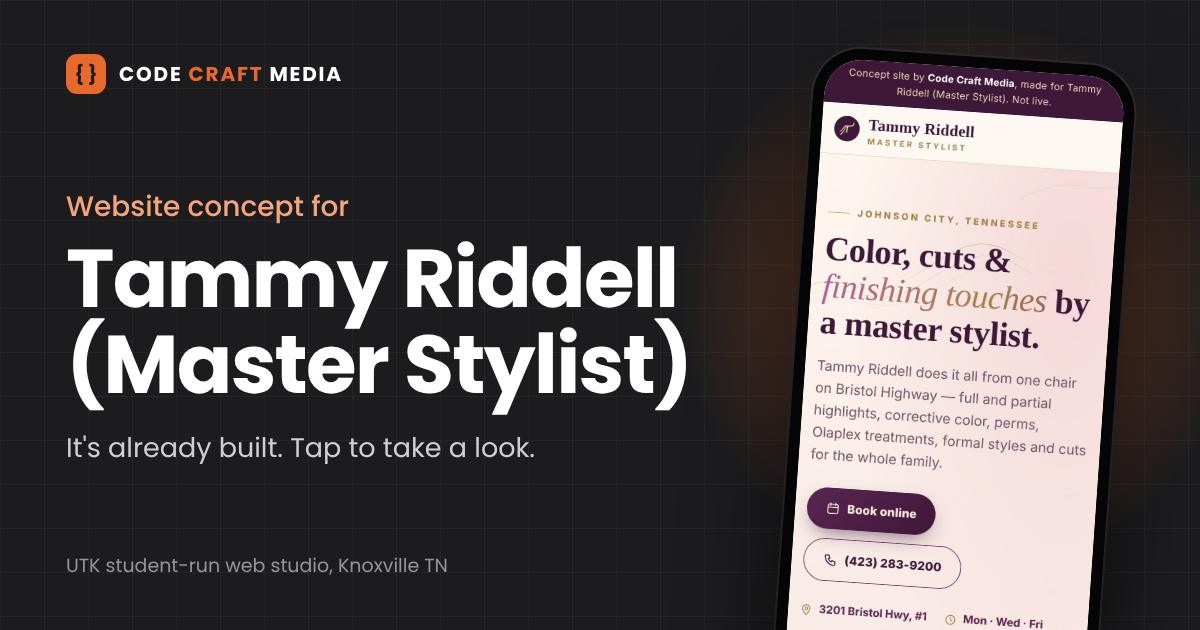 { } CODE CRAFT MEDIA
Website concept for
Tammy Riddell
(Master Stylist)
It's already built. Tap to take a look.
UTK student-run web studio, Knoxville TN
Concept site by Code Craft Media, made for Tammy
Riddell (Master Stylist). Not live.
Tammy Riddell
MASTER STYLIST
JOHNSON CITY, TENNESSEE
Color, cuts &
finishing touches by
a master stylist.
Tammy Riddell does it all from one chair
on Bristol Highway — full and partial
highlights, corrective color, perms,
Olaplex treatments, formal styles and cuts
for the whole family.
Book online
(423) 283-9200
3201 Bristol Hwy, #1 Mon · Wed · Fri